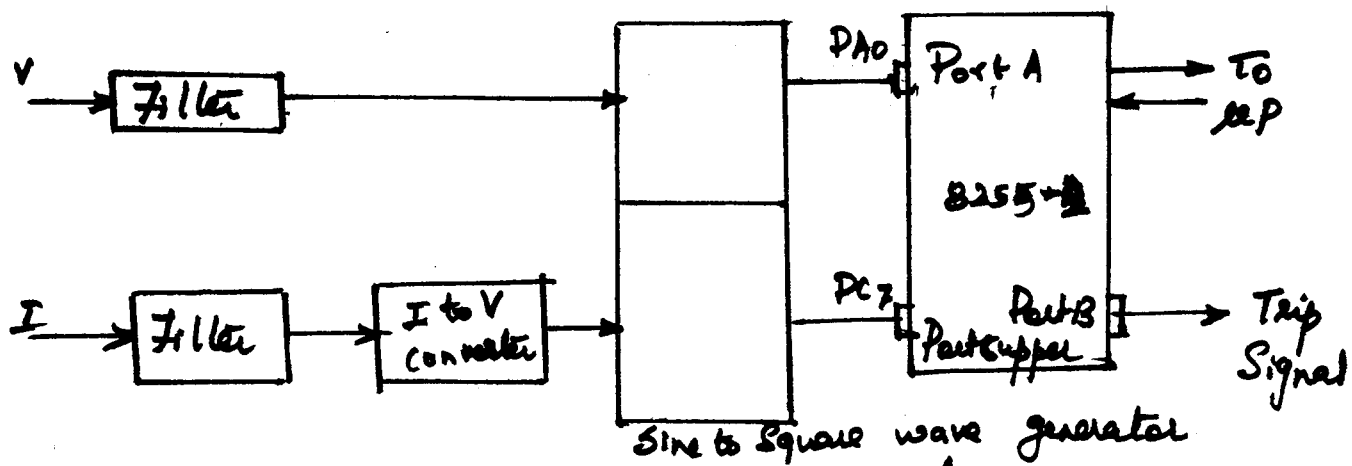 V
Filter
PA0
Port A
To
μP
8255
I
Filter
I to V
converter
PC7
Port Cupper
Port B
Trip
Signal
Sine to Square wave generator